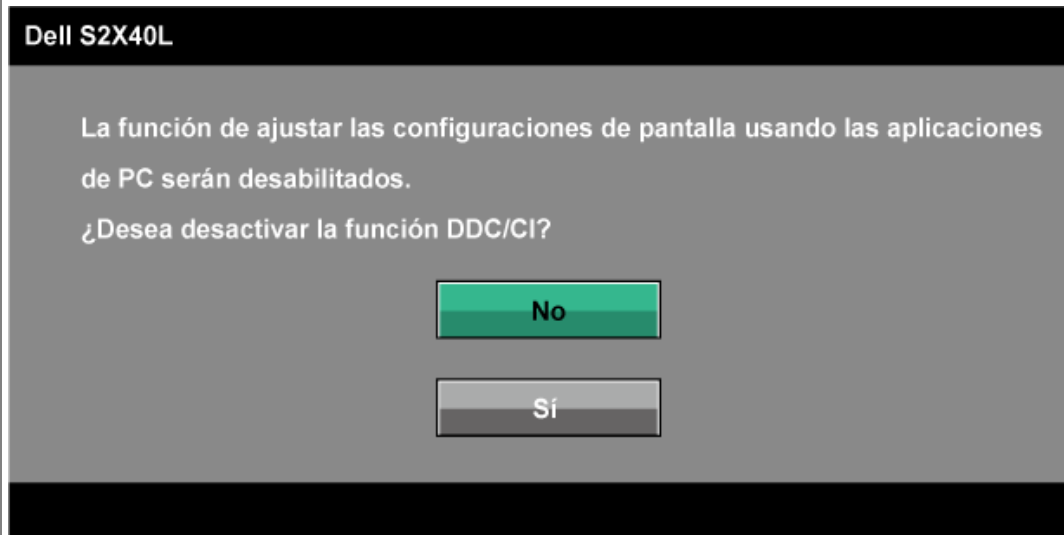 Dell S2X40L
La función de ajustar las configuraciones de pantalla usando las aplicaciones
de PC serán desabilitados.
¿Desea desactivar la función DDC/CI?
No
Sí